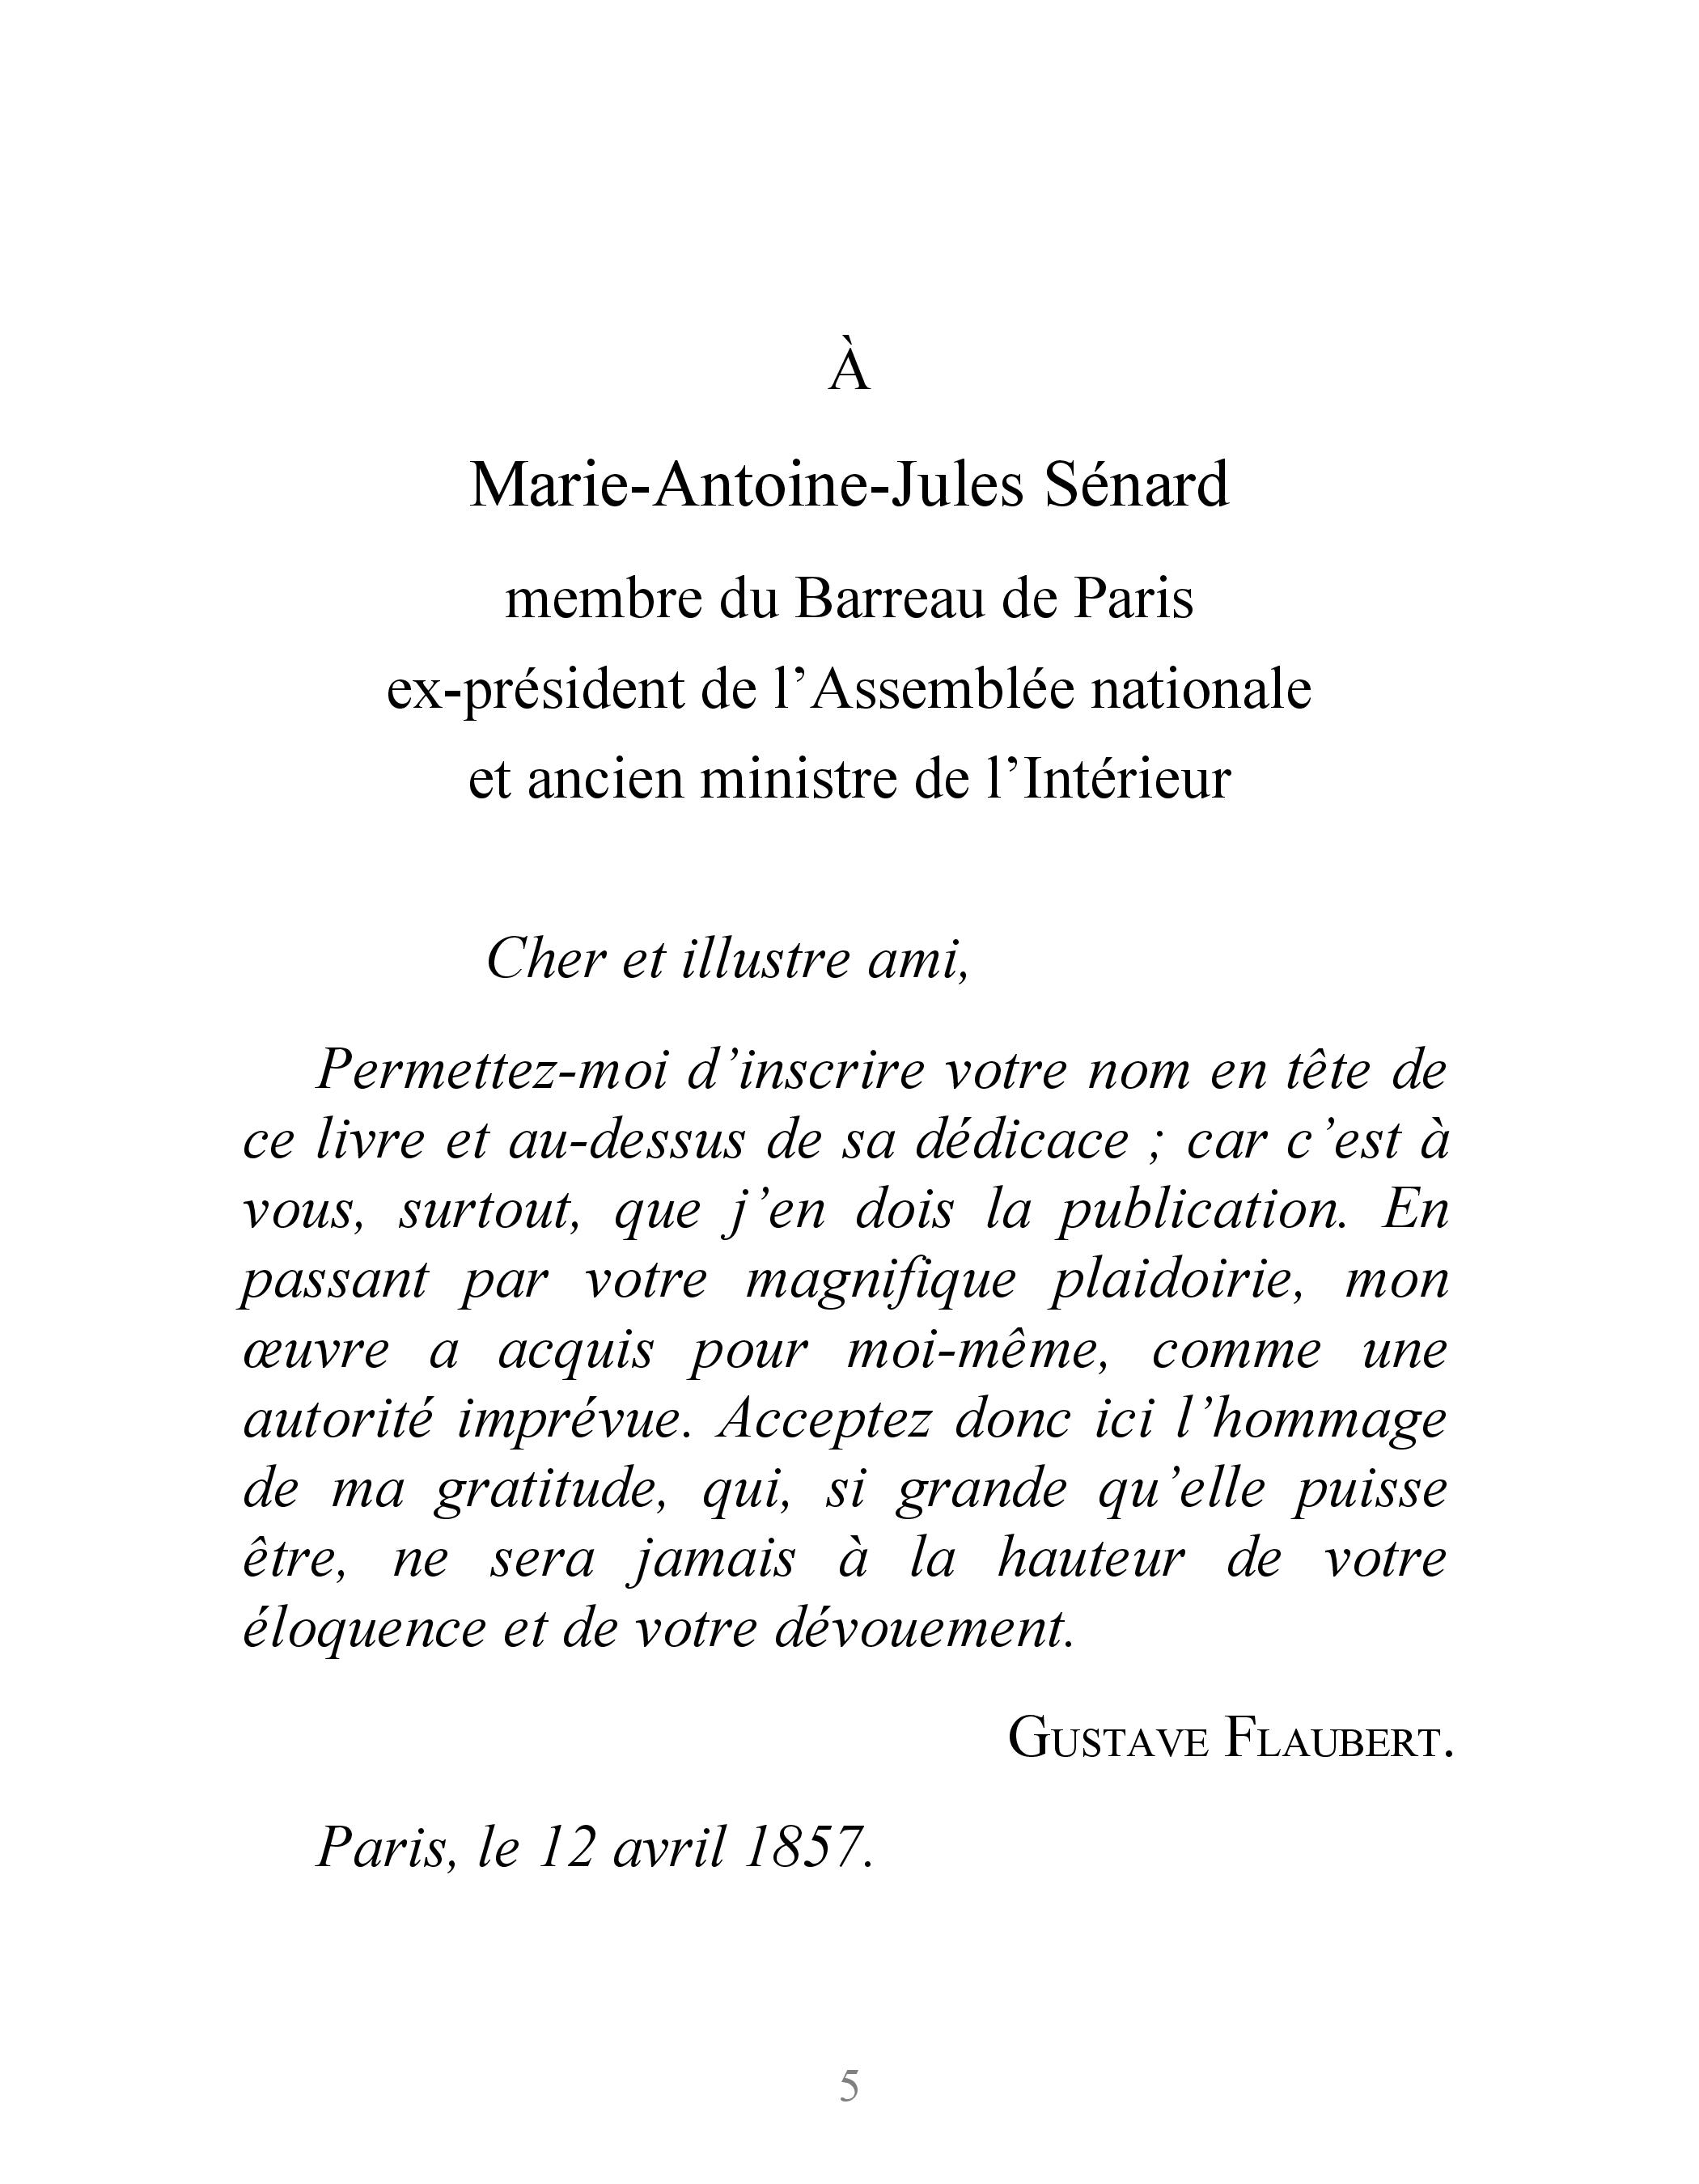 À
Marie-Antoine-Jules Sénard
membre du Barreau de Paris
ex-président de l’Assemblée nationale
et ancien ministre de l’Intérieur
Cher et illustre ami,
Permettez-moi d’inscrire votre nom en tête de
ce livre et au-dessus de sa dédicace ; car c’est à
vous, surtout, que j’en dois la publication. En
passant par votre magnifique plaidoirie, mon
œuvre a acquis pour moi-même, comme une
autorité imprévue. Acceptez donc ici l’hommage
de ma gratitude, qui, si grande qu’elle puisse
être, ne sera jamais à la hauteur de votre
éloquence et de votre dévouement.
GUSTAVE FLAUBERT.
Paris, le 12 avril 1857.
5